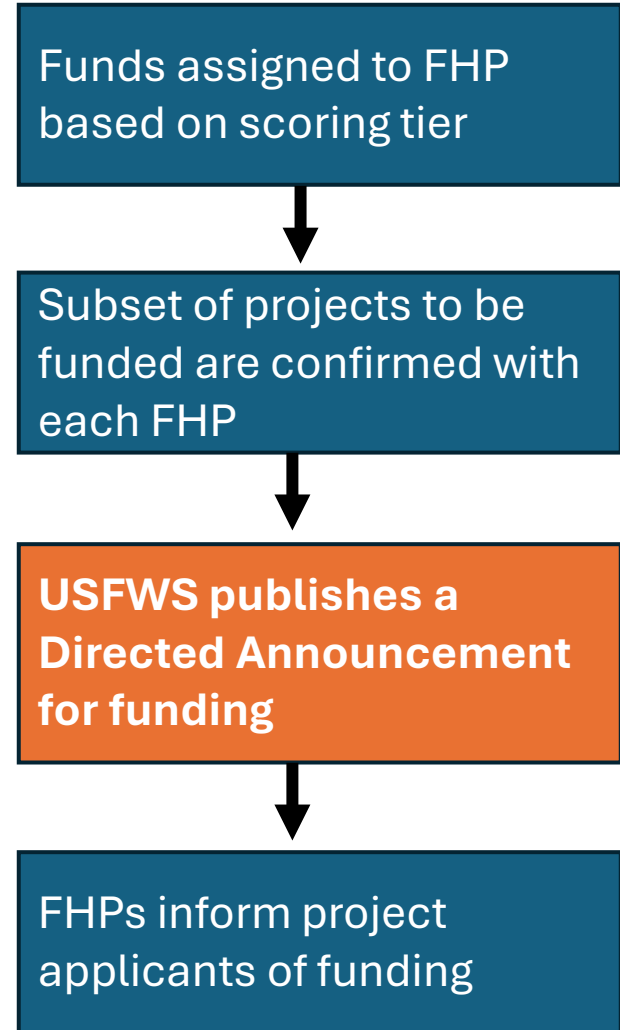 Funds assigned to FHP
based on scoring tier
Subset of projects to be
funded are confirmed with
each FHP
USFWS publishes a
Directed Announcement
for funding
FHPs inform project
applicants of funding